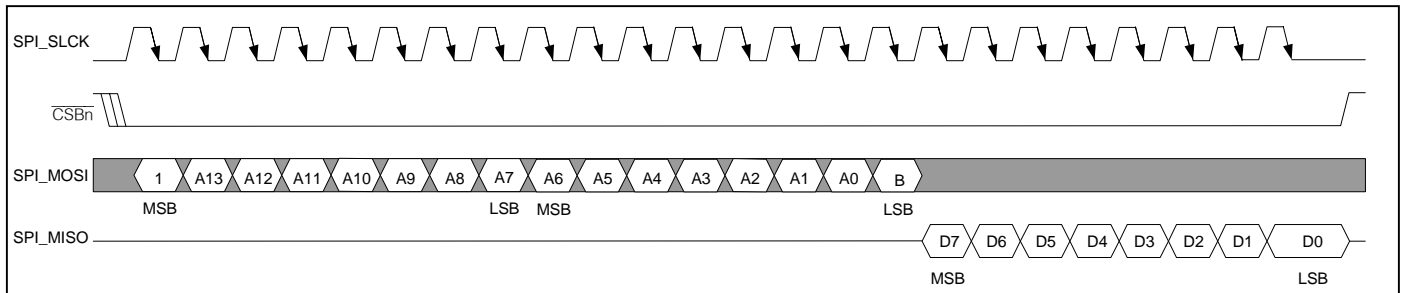 SPI_SLCK
CSBn
SPI_MOSI 1 A13 A12 A11 A10 A9 A8 A7 A6 A5 A4 A3 A2 A1 A0 B
MSB LSB MSB LSB
SPI_MISO D7 D6 D5 D4 D3 D2 D1 D0
MSB LSB